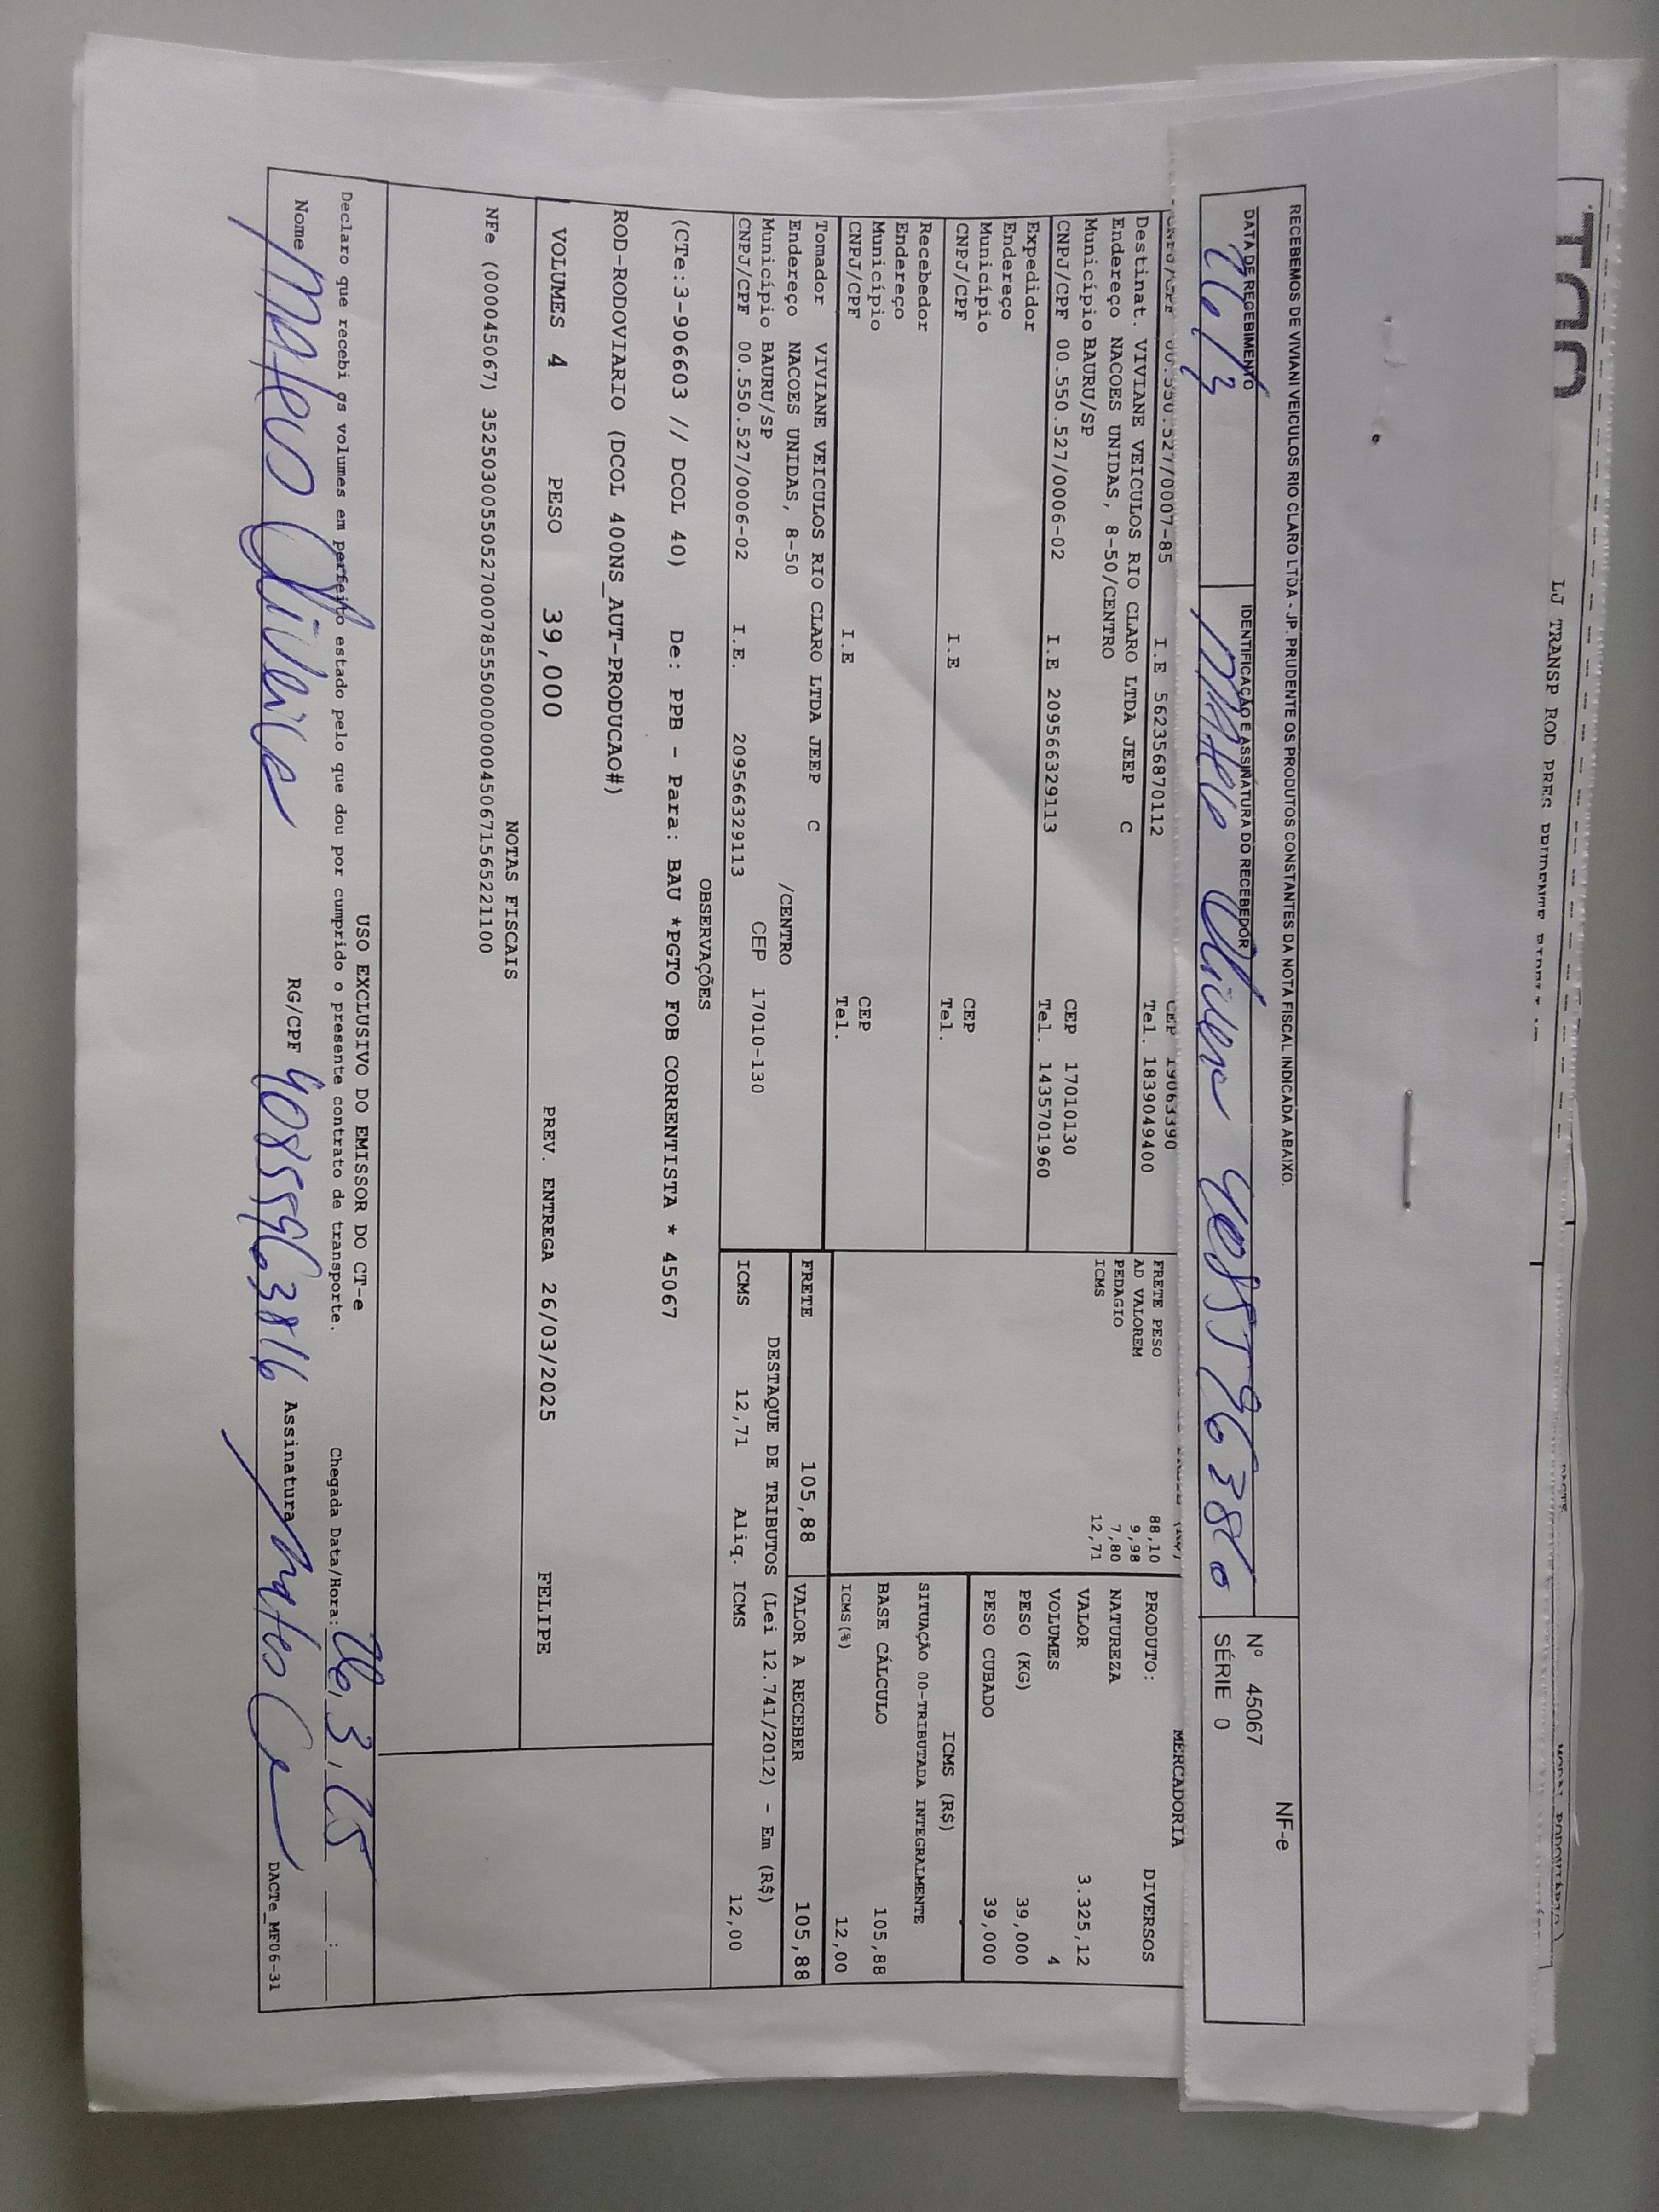 LJ TRANSP ROD PRES PRUDENTE
RECEBEMOS DE VIVIANI VEICULOS RIO CLARO LTDA - JP. PRUDENTE OS PRODUTOS CONSTANTES DA NOTA FISCAL INDICADA ABAIXO.
NF-e
DATA DE RECEBIMENTO
IDENTIFICAÇÃO E ASSINATURA DO RECEBEDOR
Nº 45067
SÉRIE 0
26/3
CNPJ/CPF 00.550.527/0007-85 I.E 562356870112 CEP 19063390
Destinat. VIVIANE VEICULOS RIO CLARO LTDA JEEP C Tel. 1839049400
Endereço NACOES UNIDAS, 8-50/CENTRO
Município BAURU/SP CEP 17010130
CNPJ/CPF 00.550.527/0006-02 I.E 209566329113 Tel. 1435701960
Expedidor
Endereço
Município CEP
CNPJ/CPF I.E Tel.
Recebedor
Endereço
Município CEP
CNPJ/CPF I.E Tel.
FRETE PESO 88,10
AD VALOREM 9,98
PEDAGIO 7,80
ICMS 12,71
MERCADORIA
PRODUTO: DIVERSOS
NATUREZA
VALOR 3.325,12
VOLUMES 4
PESO (KG) 39,000
PESO CUBADO 39,000
ICMS (R$)
SITUAÇÃO 00-TRIBUTADA INTEGRALMENTE
BASE CÁLCULO 105,88
ICMS(%) 12,00
Tomador VIVIANE VEICULOS RIO CLARO LTDA JEEP C
Endereço NACOES UNIDAS, 8-50 /CENTRO
Município BAURU/SP CEP 17010-130
CNPJ/CPF 00.550.527/0006-02 I.E. 209566329113
FRETE 105,88 VALOR A RECEBER 105,88
DESTAQUE DE TRIBUTOS (Lei 12.741/2012) - Em (R$)
ICMS 12,71 Aliq. ICMS 12,00
OBSERVAÇÕES
(CTe:3-906603 // DCOL 40) De: PPB - Para: BAU *PGTO FOB CORRENTISTA * 45067
ROD-RODOVIARIO (DCOL 400NS_AUT-PRODUCAO#)
VOLUMES 4 PESO 39,000 PREV. ENTREGA 26/03/2025 FELIPE
NOTAS FISCAIS
NFe (000045067) 35250300550527000785550000000450671565221100
USO EXCLUSIVO DO EMISSOR DO CT-e
Declaro que recebi os volumes em perfeito estado pelo que dou por cumprido o presente contrato de transporte. Chegada Data/Hora: 26, 3, 25 :
Nome RG/CPF 40855963816 Assinatura
DACTe_MF06-31